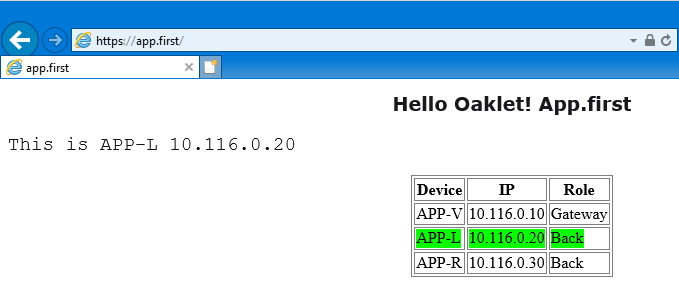 https://app.first/
app.first
Hello Oaklet! App.first
This is APP-L 10.116.0.20
Device IP Role
APP-V 10.116.0.10 Gateway
APP-L 10.116.0.20 Back
APP-R 10.116.0.30 Back